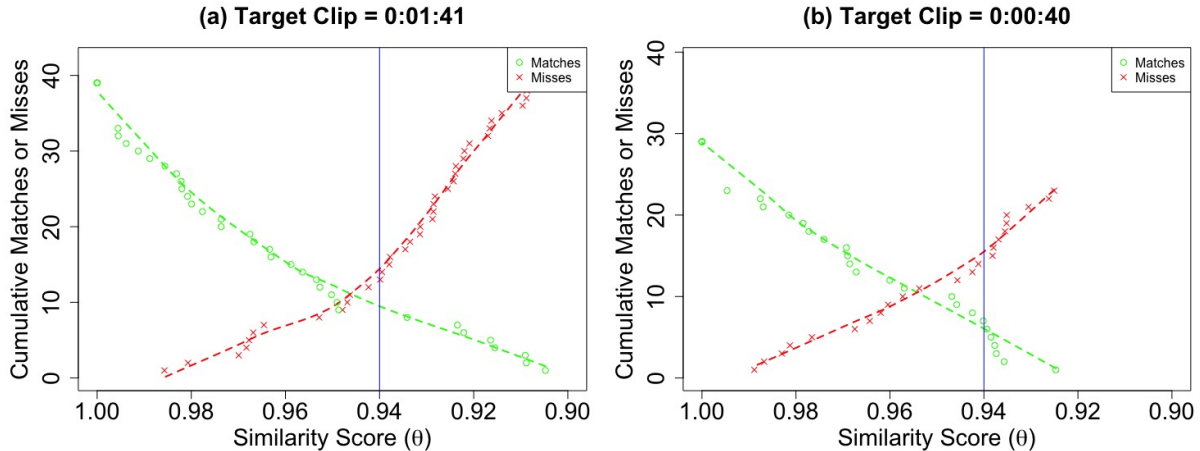 (a) Target Clip = 0:01:41
Cumulative Matches or Misses
40
30
20
10
0
Matches
Misses
1.00 0.98 0.96 0.94 0.92 0.90
Similarity Score (θ)
(b) Target Clip = 0:00:40
Cumulative Matches or Misses
40
30
20
10
0
Matches
Misses
1.00 0.98 0.96 0.94 0.92 0.90
Similarity Score (θ)